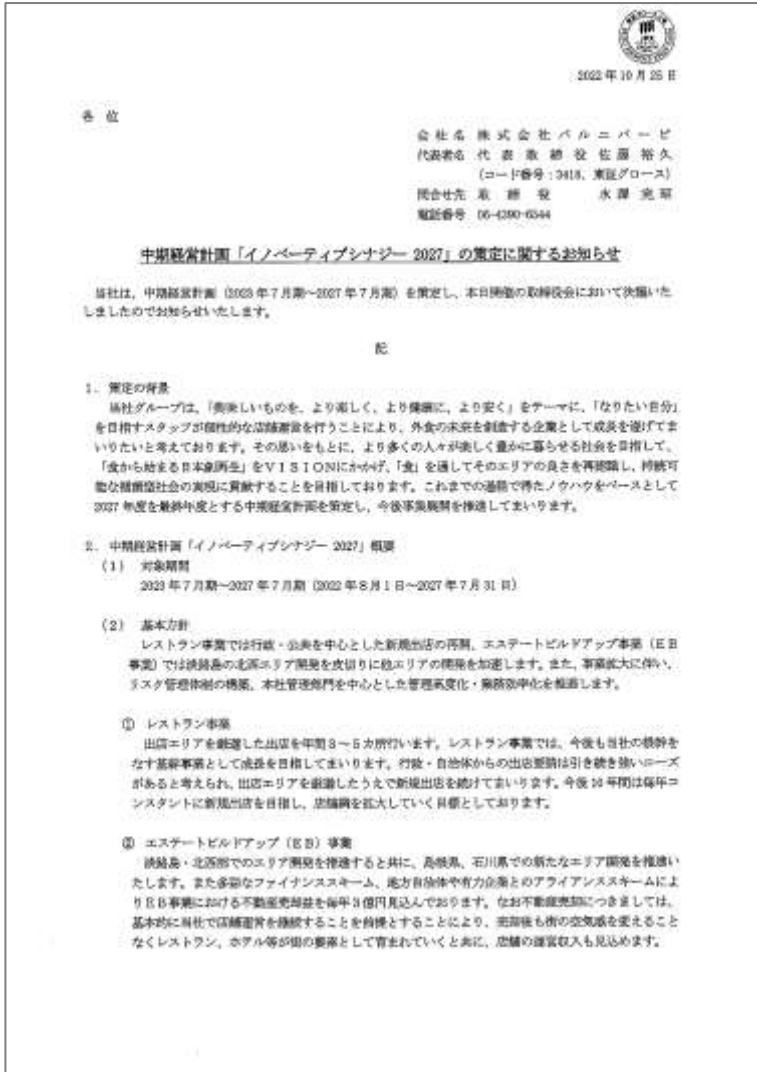 2022年10月25日
各 位
会 社 名 株 式 会 社 バ ル ニ バ ー ビ
代表者名 代 表 取 締 役 佐 藤 裕 久
(コード番号:3418、東証グロース)
問合せ先 取 締 役
電話番号 06-4390-6544
中期経営計画「イノベーティブシナジー 2027」の策定に関するお知らせ
当社は、中期経営計画(2023年7月期~2027年7月期)を策定し、本日開催の取締役会において決議いた
しましたのでお知らせいたします。
記
1. 策定の背景
当社グループは、「美味しいものを、より楽しく、より健康に、より安く」をテーマに、「なりたい自分」
を目指すスタッフが個性的な店舗運営を行うことにより、外食の未来を創造する企業として成長を遂げてま
いりたいと考えております。その思いをもとに、より多くの人々が楽しく豊かに暮らせる社会を目指して、
「食から始まる日本創再生」をVISIONにかかげ、「食」を通してそのエリアの良さを再認識し、持続可
能な循環型社会の実現に貢献することを目指しております。これまでの過程で得たノウハウをベースとして
2027年度を最終年度とする中期経営計画を策定し、今後事業展開を推進してまいります。
2. 中期経営計画「イノベーティブシナジー 2027」概要
(1) 対象期間
2023年7月期~2027年7月期(2022年8月1日~2027年7月31日)
(2) 基本方針
レストラン事業では行政・公共を中心とした新規出店の再開、エステートビルドアップ事業(EB
事業)では淡路島の北西エリア開発を皮切りに他エリアの開発を加速します。また、事業拡大に伴い、
リスク管理体制の構築、本社管理部門を中心とした管理高度化・業務効率化を推進します。
① レストラン事業
出店エリアを厳選した出店を年間3~5カ所行います。レストラン事業では、今後も当社の根幹を
なす基幹事業として成長を目指してまいります。行政・自治体からの出店要請は引き続き強いニーズ
があると考えられ、出店エリアを厳選したうえで新規出店を続けてまいります。今後10年間は毎年コ
ンスタントに新規出店を目指し、店舗網を拡大していく目標としております。
② エステートビルドアップ(EB)事業
淡路島・北西部でのエリア開発を推進すると共に、島根県、石川県での新たなエリア開発を推進い
たします。また多彩なファイナンススキーム、地方自治体や有力企業とのアライアンススキームによ
りEB事業における不動産売却益を毎年3億円見込んでおります。なお不動産売却につきましては、
基本的に当社で店舗運営を継続することを前提とすることにより、売却後も街の空気感を変えること
なくレストラン、ホテル等が街の要素として育まれていくと共に、店舗の運営収入も見込めます。